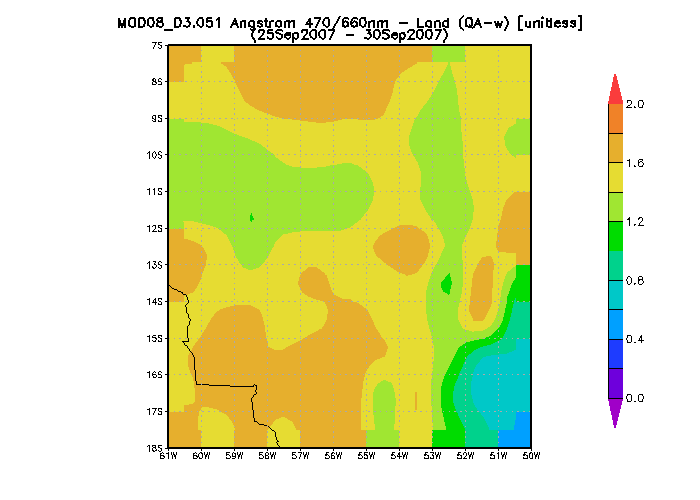 MOD08_D3.051 Angstrom 470/660nm – Land (QA-w) [unitless]
(25Sep2007 – 30Sep2007)
7S
8S
9S
10S
11S
12S
13S
14S
15S
16S
17S
18S
61W 60W 59W 58W 57W 56W 55W 54W 53W 52W 51W 50W
2.0
1.6
1.2
0.8
0.4
0.0